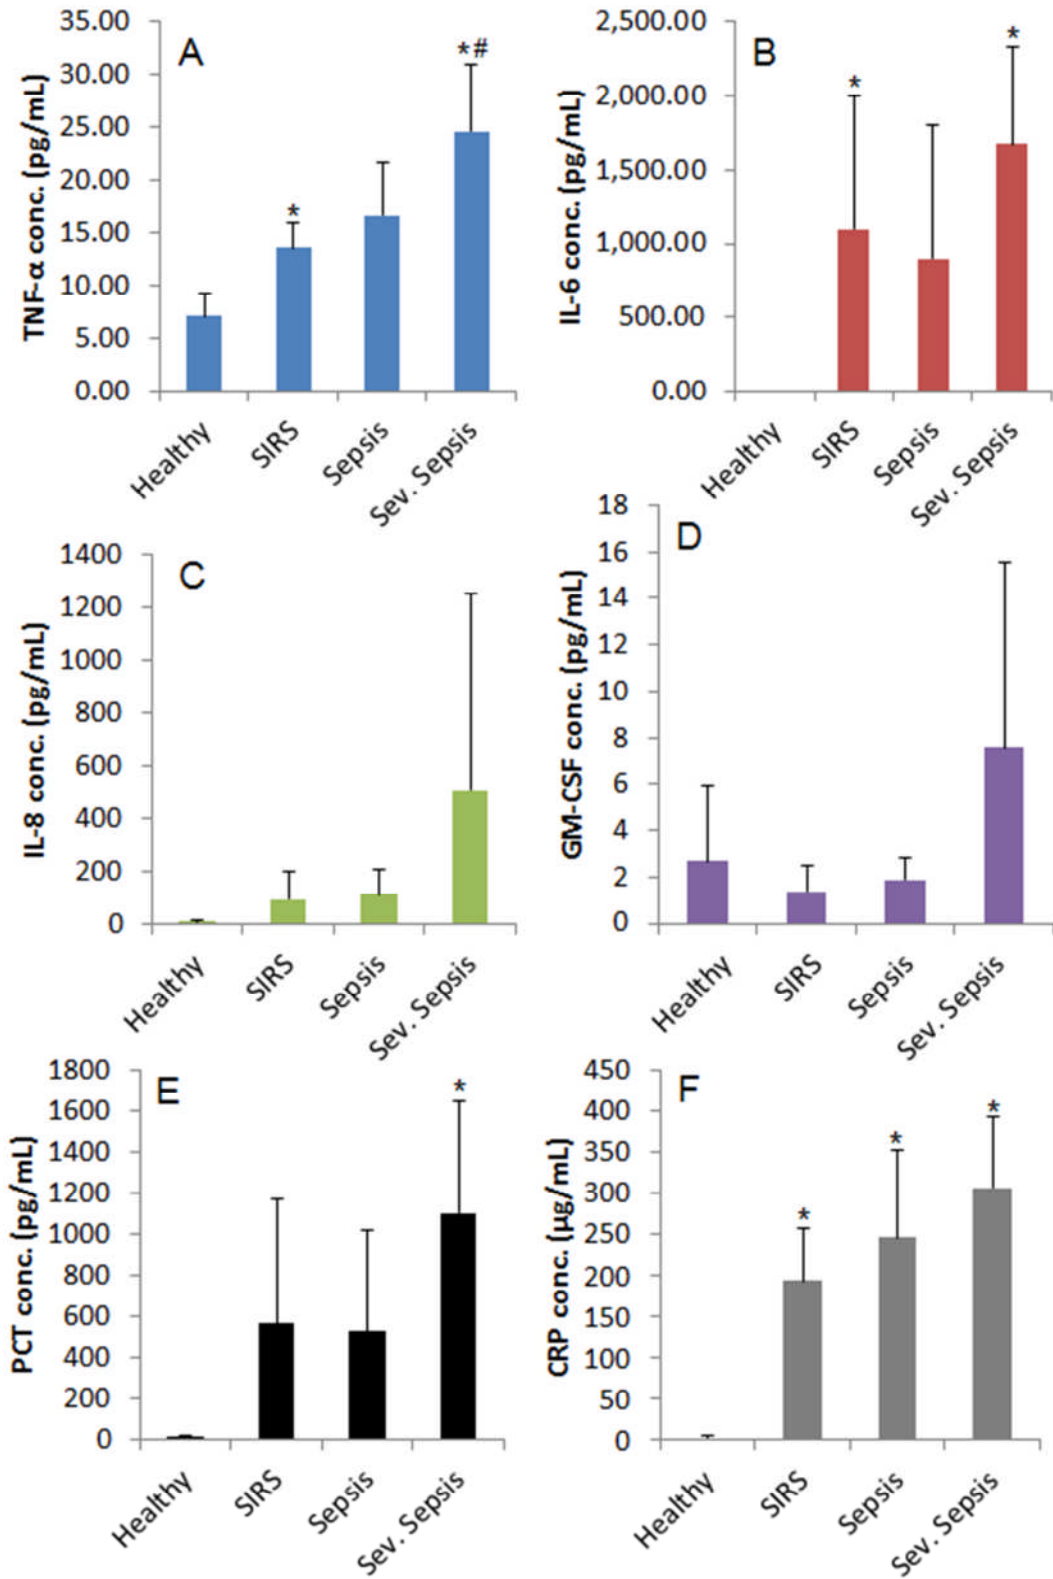 A
TNF-α conc. (pg/mL)
35.00
30.00
25.00
20.00
15.00
10.00
5.00
0.00
*
*#
Healthy
SIRS
Sepsis
Sev. Sepsis
B
IL-6 conc. (pg/mL)
2,500.00
2,000.00
1,500.00
1,000.00
500.00
0.00
*
*
Healthy
SIRS
Sepsis
Sev. Sepsis
C
IL-8 conc. (pg/mL)
1400
1200
1000
800
600
400
200
0
Healthy
SIRS
Sepsis
Sev. Sepsis
D
GM-CSF conc. (pg/mL)
18
16
14
12
10
8
6
4
2
0
Healthy
SIRS
Sepsis
Sev. Sepsis
E
PCT conc. (pg/mL)
1800
1600
1400
1200
1000
800
600
400
200
0
*
Healthy
SIRS
Sepsis
Sev. Sepsis
F
CRP conc. (µg/mL)
450
400
350
300
250
200
150
100
50
0
*
*
*
Healthy
SIRS
Sepsis
Sev. Sepsis